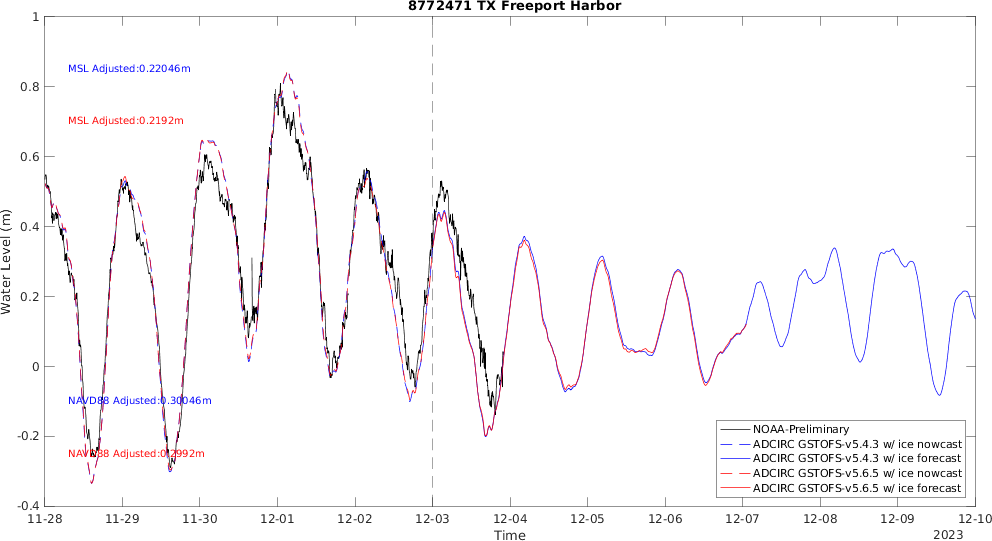 8772471 TX Freeport Harbor
Water Level (m)
1
0.8
0.6
0.4
0.2
0
-0.2
-0.4
MSL Adjusted:0.22046m
MSL Adjusted:0.2192m
NAVD88 Adjusted:0.30046m
NAVD88 Adjusted:0.2992m
NOAA-Preliminary
ADCIRC GSTOFS-v5.4.3 w/ ice nowcast
ADCIRC GSTOFS-v5.4.3 w/ ice forecast
ADCIRC GSTOFS-v5.6.5 w/ ice nowcast
ADCIRC GSTOFS-v5.6.5 w/ ice forecast
11-28 11-29 11-30 12-01 12-02 12-03 12-04 12-05 12-06 12-07 12-08 12-09 12-10
Time
2023